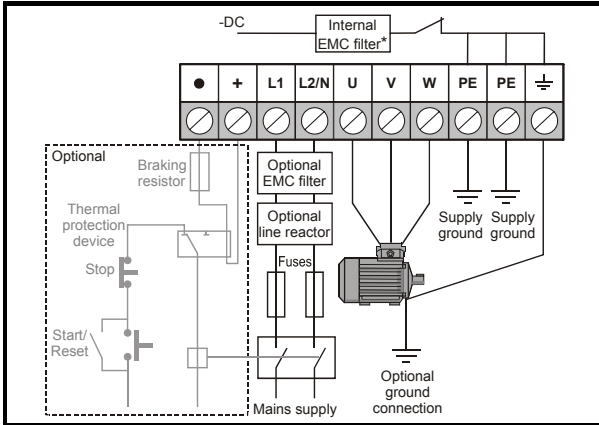 -DC
Internal
EMC filter*
● + L1 L2/N U V W PE PE
Optional
Braking
resistor
Optional
EMC filter
Thermal
protection
device
Optional
line reactor
Supply
ground
Supply
ground
Stop
Fuses
Start/
Reset
Optional
ground
connection
Mains supply